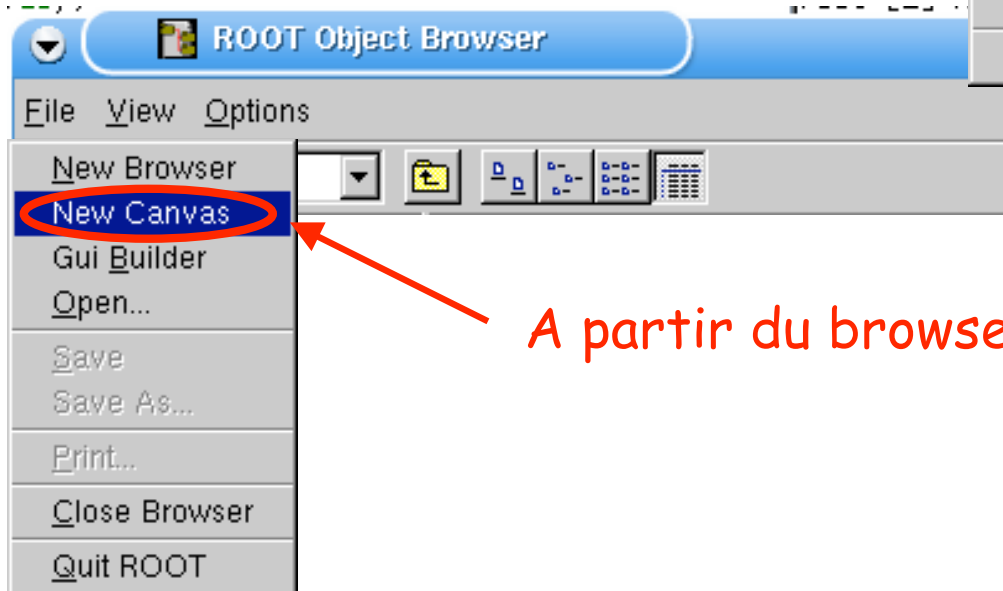 ROOT Object Browser
File View Options
New Browser
New Canvas
Gui Builder
Open...
Save
Save As...
Print...
Close Browser
Quit ROOT
A partir du browse